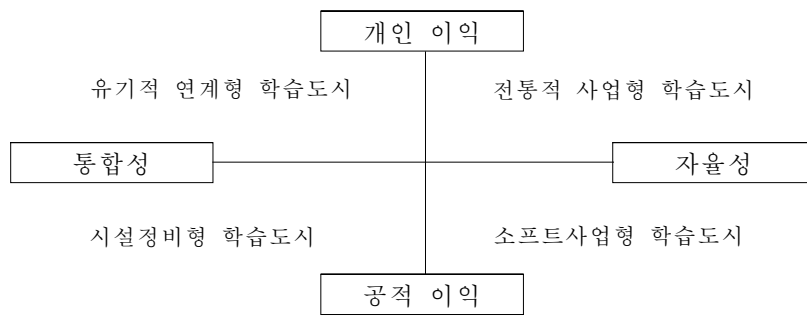 개인 이익
유기적 연계형 학습도시
전통적 사업형 학습도시
통합성
자율성
시설정비형 학습도시
소프트사업형 학습도시
공적 이익